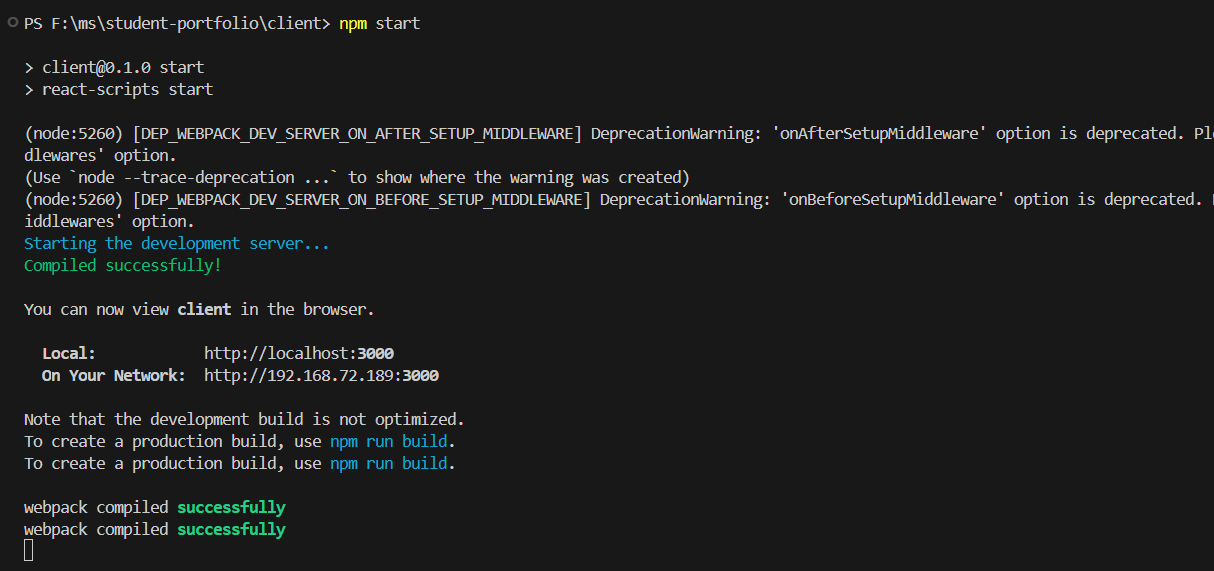 PS F:\ms\student-portfolio\client> npm start
> client@0.1.0 start
> react-scripts start
(node:5260) [DEP_WEBPACK_DEV_SERVER_ON_AFTER_SETUP_MIDDLEWARE] DeprecationWarning: 'onAfterSetupMiddleware' option is deprecated.
dlewares' option.
(Use `node --trace-deprecation ...` to show where the warning was created)
(node:5260) [DEP_WEBPACK_DEV_SERVER_ON_BEFORE_SETUP_MIDDLEWARE] DeprecationWarning: 'onBeforeSetupMiddleware' option is deprecated.
iddlewares' option.
Starting the development server...
Compiled successfully!
You can now view client in the browser.
Local: http://localhost:3000
On Your Network: http://192.168.72.189:3000
Note that the development build is not optimized.
To create a production build, use npm run build.
To create a production build, use npm run build.
webpack compiled successfully
webpack compiled successfully